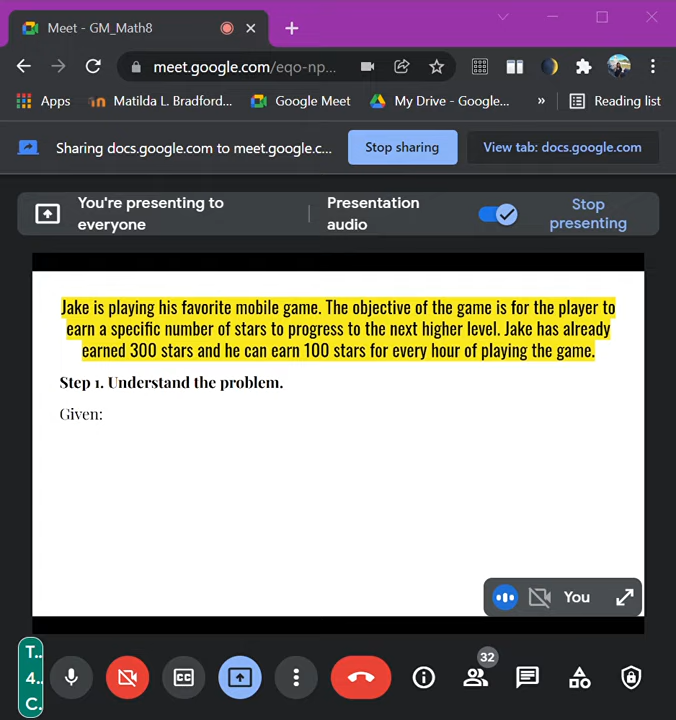 Meet - GM_Math8
meet.google.com/eqo-np...
Apps
Matilda L. Bradford...
Google Meet
My Drive - Google...
»
Reading list
Sharing docs.google.com to meet.google.c...
Stop sharing
View tab: docs.google.com
You're presenting to
everyone
Presentation
audio
Stop
presenting
Jake is playing his favorite mobile game. The objective of the game is for the player to
earn a specific number of stars to progress to the next higher level. Jake has already
earned 300 stars and he can earn 100 stars for every hour of playing the game.
Step 1. Understand the problem.
Given:
You
T..
4..
C.
CC
32